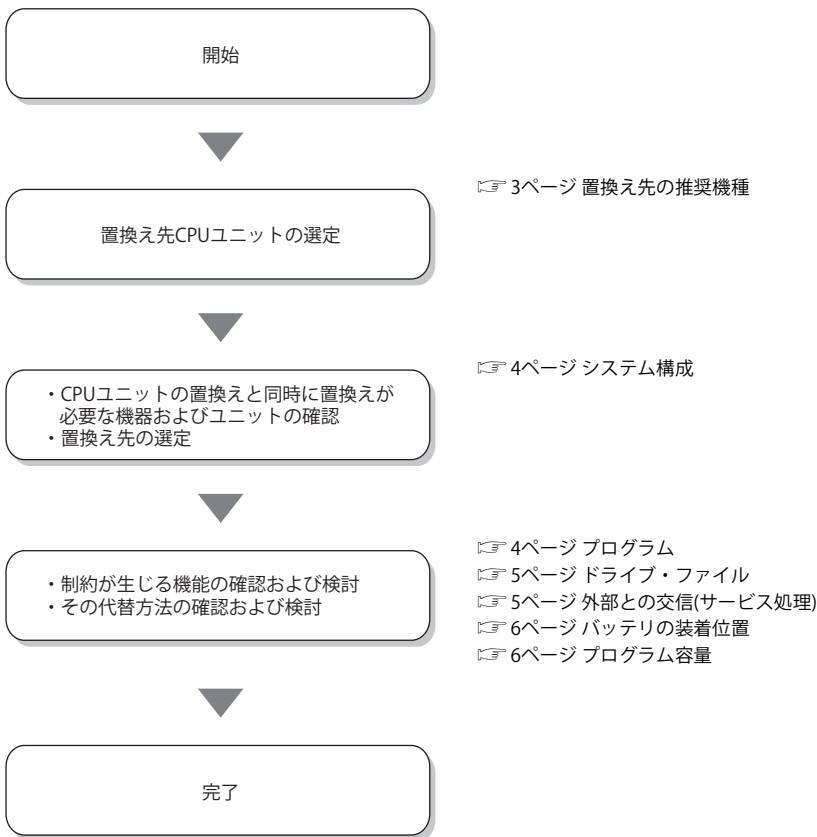 開始
☞ 3ページ 置換え先の推奨機種
置換え先CPUユニットの選定
☞ 4ページ システム構成
・CPUユニットの置換えと同時に置換えが
必要な機器およびユニットの確認
・置換え先の選定
☞ 4ページ プログラム
☞ 5ページ ドライブ・ファイル
☞ 5ページ 外部との交信(サービス処理)
☞ 6ページ バッテリの装着位置
☞ 6ページ プログラム容量
・制約が生じる機能の確認および検討
・その代替方法の確認および検討
完了